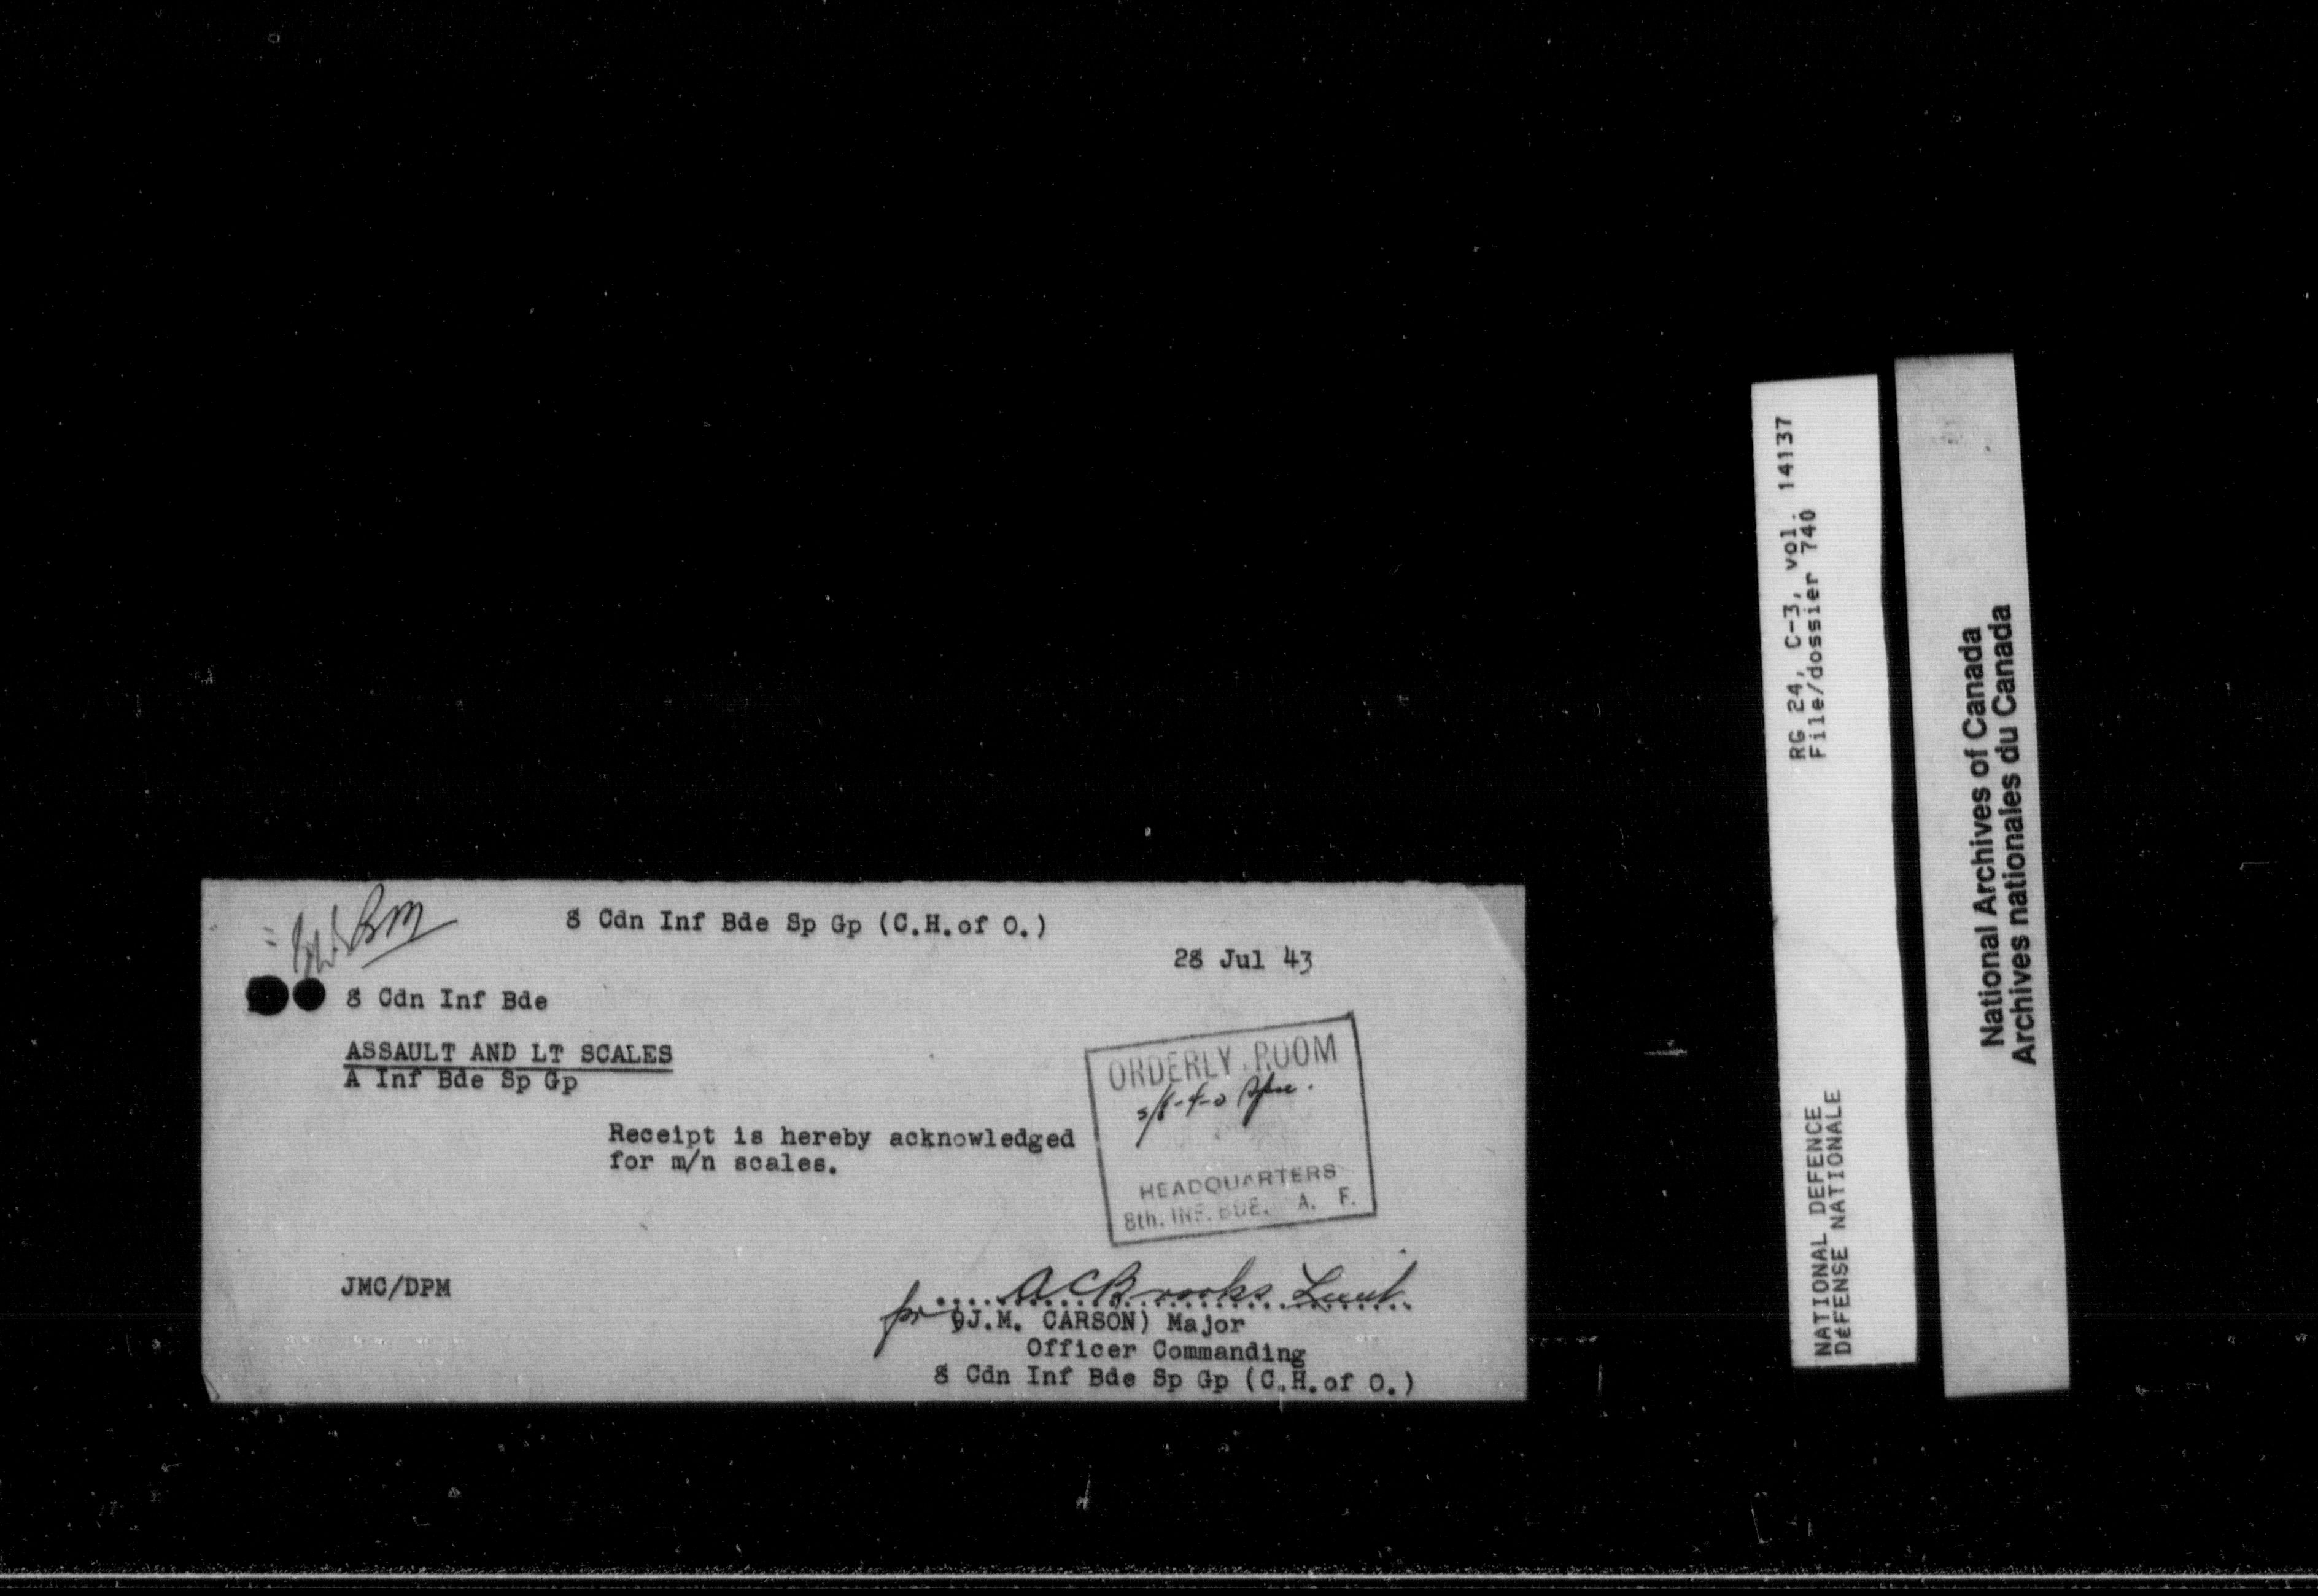 BM
8 Cdn Inf Bde Sp Gp (C.H.of O.)
28 Jul 43
8 Cdn Inf Bde
ASSAULT AND LT SCALES
A Inf Bde Sp Gp
Receipt is hereby acknowledged
for m/n scales.
ORDERLY ROOM
HEADQUARTERS
8th. INF. BDE. A. F.
JMC/DPM
for A C Brooks Lieut.
(J.M. CARSON) Major
Officer Commanding
8 Cdn Inf Bde Sp Gp (C.H.of O.)
RG 24, C-3, vol. 14137
File/dossier 740
NATIONAL DEFENCE
DéFENSE NATIONALE
National Archives of Canada
Archives nationales du Canada